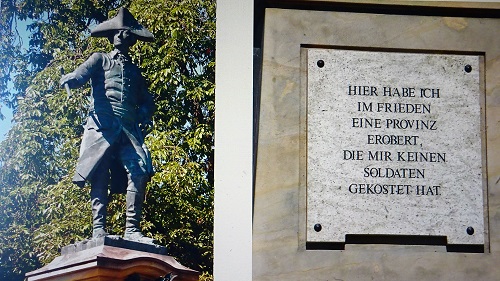 HIER HABE ICH
IM FRIEDEN
EINE PROVINZ
EROBERT,
DIE MIR KEINEN
SOLDATEN
GEKOSTET HAT